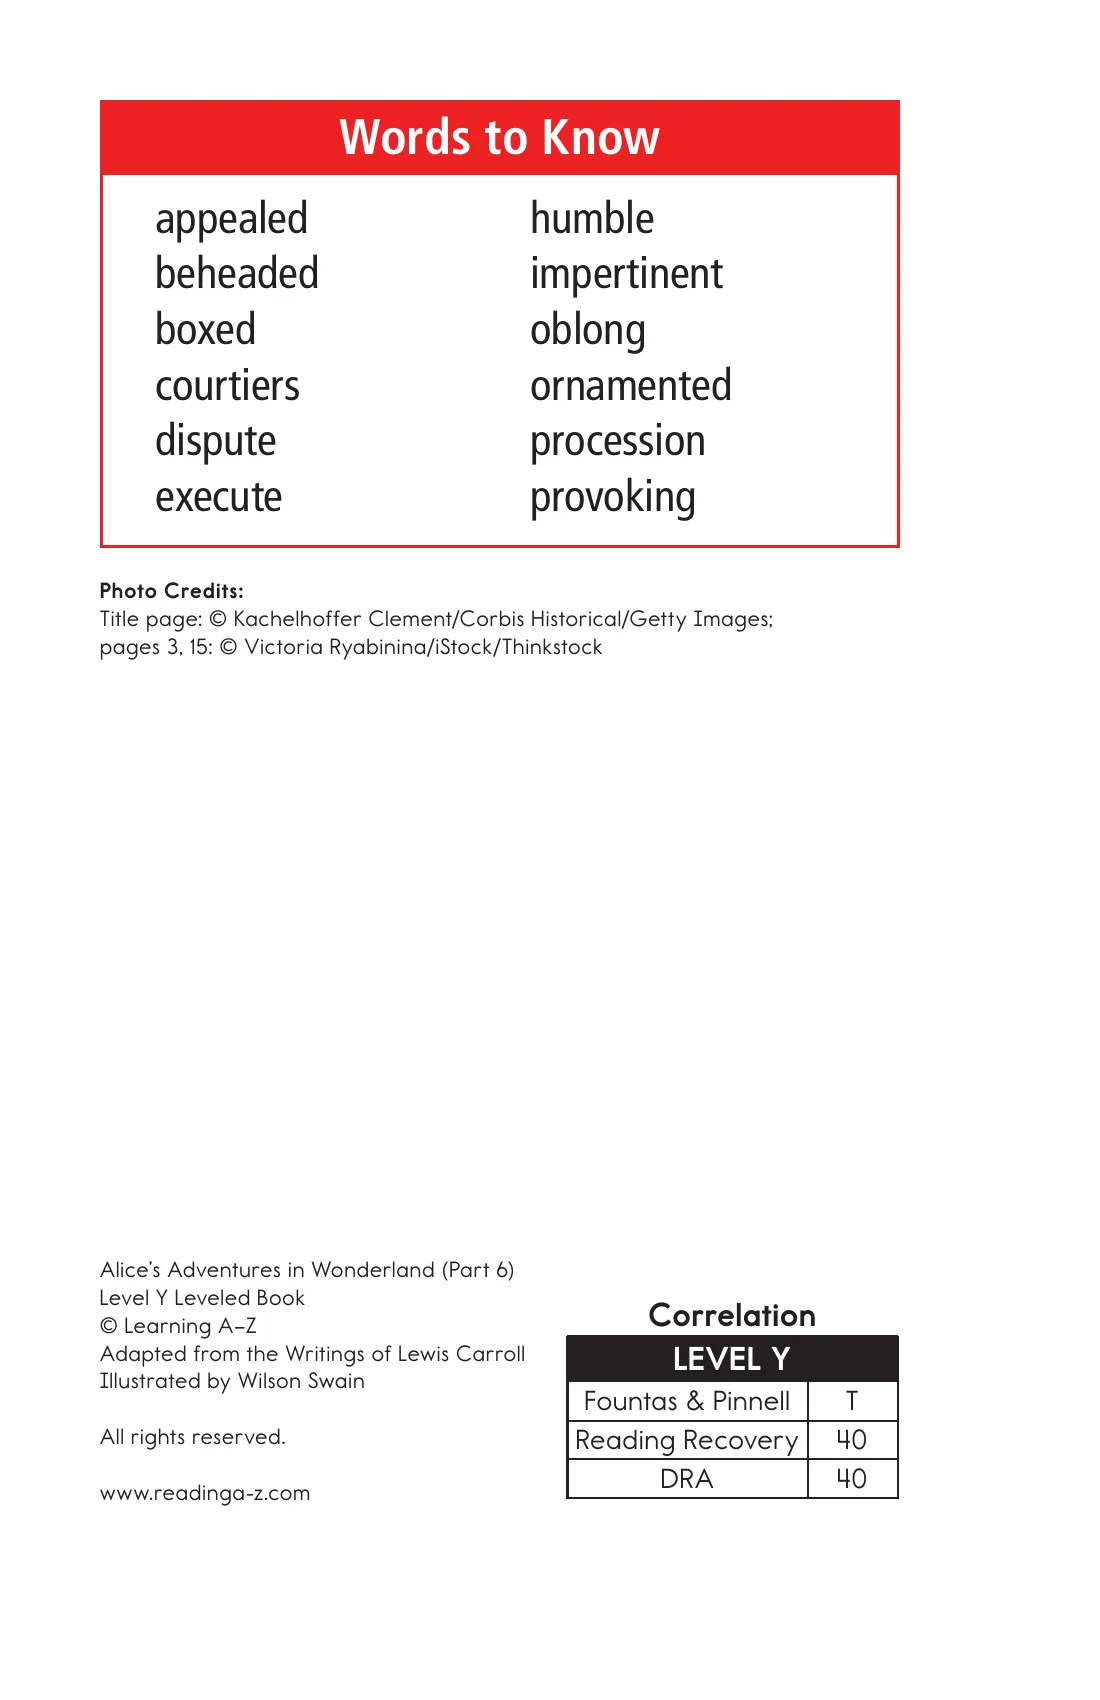 Words to Know
appealed
beheaded
boxed
courtiers
dispute
execute
humble
impertinent
oblong
ornamented
procession
provoking
Photo Credits:
Title page: © Kachelhoffer Clement/Corbis Historical/Getty Images;
pages 3, 15: © Victoria Ryabinina/iStock/Thinkstock
Alice’s Adventures in Wonderland (Part 6)
Level Y Leveled Book
© Learning A–Z
Adapted from the Writings of Lewis Carroll
Illustrated by Wilson Swain
All rights reserved.
www.readinga-z.com
Correlation
LEVEL Y
Fountas & Pinnell T
Reading Recovery 40
DRA 40